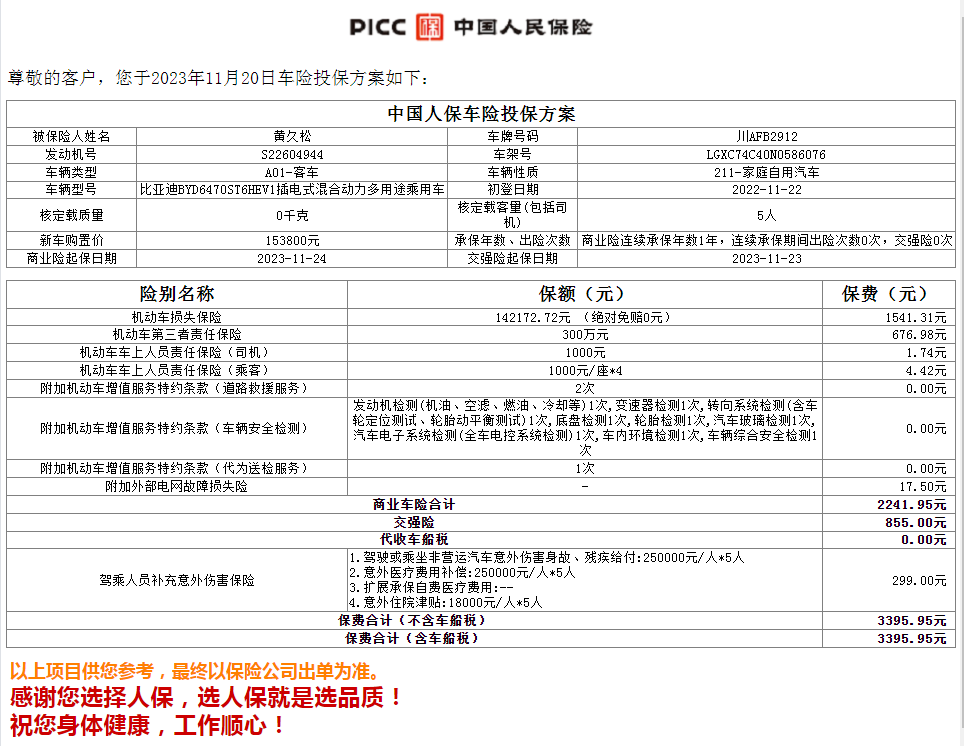 PICC 中国人民保险
尊敬的客户，您于2023年11月20日车险投保方案如下：
中国人保车险投保方案
被保险人姓名 黄久松 车牌号码 川AFB2912
发动机号 S22604944 车架号 LGXC74C40N0586076
车辆类型 A01-客车 车辆性质 211-家庭自用汽车
车辆型号 比亚迪BYD6470ST6HEV1插电式混合动力多用途乘用车 初登日期 2022-11-22
核定载质量 0千克 核定载客量(包括司机) 5人
新车购置价 153800元 承保年数、出险次数 商业险连续承保年数1年，连续承保期间出险次数0次，交强险0次
商业险起保日期 2023-11-24 交强险起保日期 2023-11-23
险别名称 保额（元） 保费（元）
机动车损失保险 142172.72元 （绝对免赔0元） 1541.31元
机动车第三者责任保险 300万元 676.98元
机动车车上人员责任保险（司机） 1000元 1.74元
机动车车上人员责任保险（乘客） 1000元/座*4 4.42元
附加机动车增值服务特约条款（道路救援服务） 2次 0.00元
附加机动车增值服务特约条款（车辆安全检测） 发动机检测(机油、空滤、燃油、冷却等)1次,变速器检测1次,转向系统检测(含车
轮定位测试、轮胎动平衡测试)1次,底盘检测1次,轮胎检测1次,汽车玻璃检测1次,
汽车电子系统检测(全车电控系统检测)1次,车内环境检测1次,车辆综合安全检测1
次 0.00元
附加机动车增值服务特约条款（代为送检服务） 1次 0.00元
附加外部电网故障损失险 - 17.50元
商业车险合计 2241.95元
交强险 855.00元
代收车船税 0.00元
驾乘人员补充意外伤害保险 1.驾驶或乘坐非营运汽车意外伤害身故、残疾给付:250000元/人*5人
2.意外医疗费用补偿:250000元/人*5人
3.扩展承保自费医疗费用:--
4.意外住院津贴:18000元/人*5人 299.00元
保费合计（不含车船税） 3395.95元
保费合计（含车船税） 3395.95元
以上项目供您参考，最终以保险公司出单为准。
感谢您选择人保，选人保就是选品质！
祝您身体健康，工作顺心！